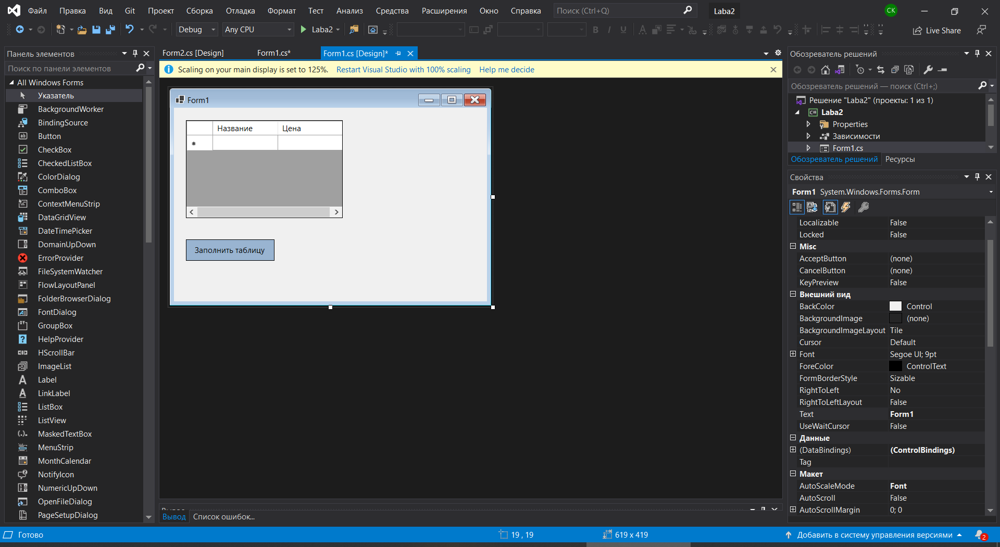 Файл Правка Вид Git Проект Сборка Отладка Формат Тест Анализ Средства Расширения Окно Справка Поиск (Ctrl+Q) Laba2 СК
Debug Any CPU Laba2 Live Share
Панель элементов
Поиск по панели элементов
All Windows Forms
Указатель
BackgroundWorker
BindingSource
Button
CheckBox
CheckedListBox
ColorDialog
ComboBox
ContextMenuStrip
DataGridView
DateTimePicker
DomainUpDown
ErrorProvider
FileSystemWatcher
FlowLayoutPanel
FolderBrowserDialog
FontDialog
GroupBox
HelpProvider
HScrollBar
ImageList
Label
LinkLabel
ListBox
ListView
MaskedTextBox
MenuStrip
MonthCalendar
NotifyIcon
NumericUpDown
OpenFileDialog
PageSetupDialog
Form2.cs [Design] Form1.cs* Form1.cs [Design]*
Scaling on your main display is set to 125%. Restart Visual Studio with 100% scaling Help me decide
Form1
Название Цена
Заполнить таблицу
Вывод
Вывод Список ошибок...
Обозреватель решений
Обозреватель решений — поиск (Ctrl+;)
Решение "Laba2" (проекты: 1 из 1)
Laba2
Properties
Зависимости
Form1.cs
Обозреватель решений Ресурсы
Свойства
Form1 System.Windows.Forms.Form
Localizable False
Locked False
Misc
AcceptButton (none)
CancelButton (none)
KeyPreview False
Внешний вид
BackColor Control
BackgroundImage (none)
BackgroundImageLayout Tile
Cursor Default
Font Segoe UI; 9pt
ForeColor ControlText
FormBorderStyle Sizable
RightToLeft No
RightToLeftLayout False
Text Form1
UseWaitCursor False
Данные
(DataBindings) (ControlBindings)
Tag
Макет
AutoScaleMode Font
AutoScroll False
AutoScrollMargin 0; 0
Готово 19 , 19 619 x 419 Добавить в систему управления версиями 2